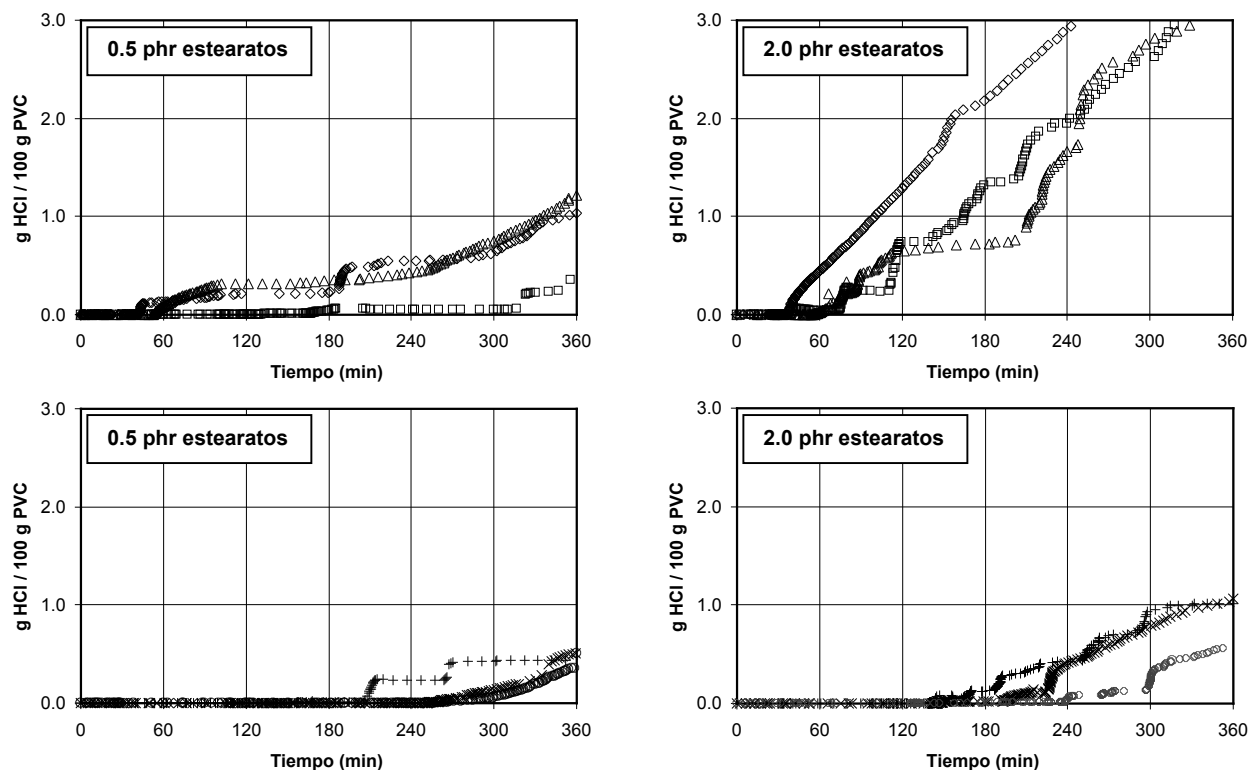 3.0
0.5 phr estearatos
2.0
1.0
0.0
g HCl / 100 g PVC
0 60 120 180 240 300 360
Tiempo (min)
3.0
2.0 phr estearatos
2.0
1.0
0.0
g HCl / 100 g PVC
0 60 120 180 240 300 360
Tiempo (min)
3.0
0.5 phr estearatos
2.0
1.0
0.0
g HCl / 100 g PVC
0 60 120 180 240 300 360
Tiempo (min)
3.0
2.0 phr estearatos
2.0
1.0
0.0
g HCl / 100 g PVC
0 60 120 180 240 300 360
Tiempo (min)